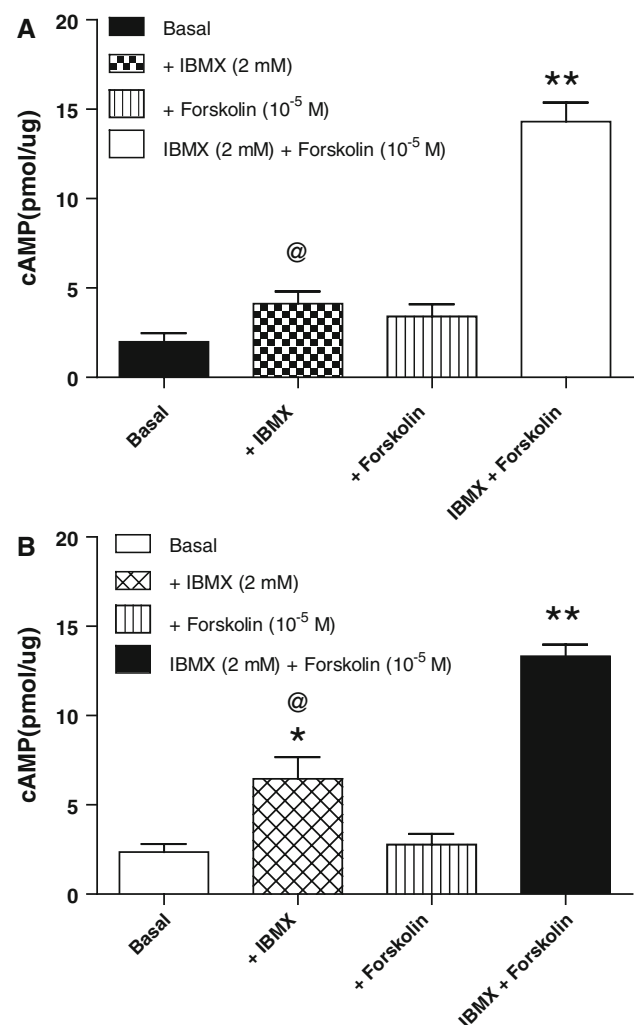 A
20
15
10
5
0
cAMP(pmol/ug)
Basal
+ IBMX (2 mM)
+ Forskolin (10⁻⁵ M)
IBMX (2 mM) + Forskolin (10⁻⁵ M)
@
**
Basal
+ IBMX
+ Forskolin
IBMX + Forskolin
B
20
15
10
5
0
cAMP(pmol/ug)
Basal
+ IBMX (2 mM)
+ Forskolin (10⁻⁵ M)
IBMX (2 mM) + Forskolin (10⁻⁵ M)
@
*
**
Basal
+ IBMX
+ Forskolin
IBMX + Forskolin